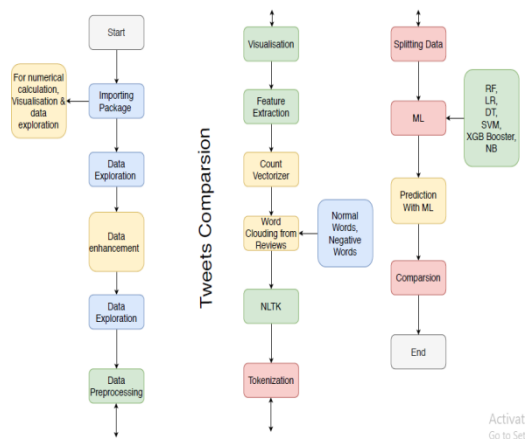 Start
For numerical
calculation,
Visualisation &
data
exploration
Importing
Package
Data
Exploration
Data
enhancement
Data
Exploration
Data
Preprocessing
Tweets Comparsion
Visualisation
Feature
Extraction
Count
Vectorizer
Word
Clouding from
Reviews
Normal
Words,
Negative
Words
NLTK
Tokenization
Splitting Data
ML
RF,
LR,
DT,
SVM,
XGB Booster,
NB
Prediction
With ML
Comparsion
End
Activat
Go to Set